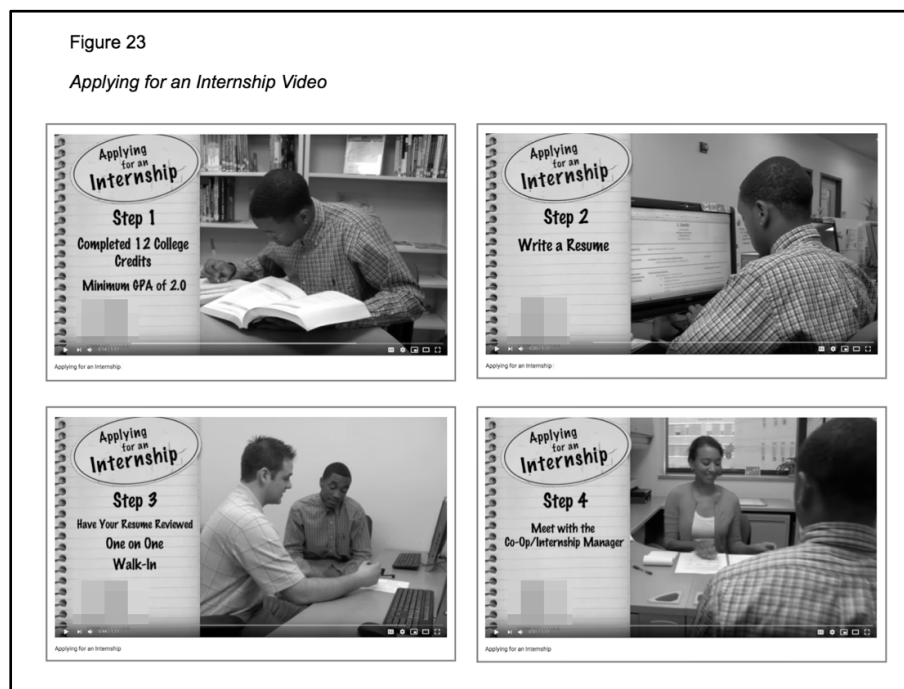 Figure 23
Applying for an Internship Video
Applying
for an
Internship
Step 1
Completed 12 College
Credits
Minimum GPA of 2.0
Applying for an Internship
Applying
for an
Internship
Step 2
Write a Resume
Applying for an Internship
Applying
for an
Internship
Step 3
Have Your Resume Reviewed
One on One
Walk-In
Applying for an Internship
Applying
for an
Internship
Step 4
Meet with the
Co-Op/Internship Manager
Applying for an Internship